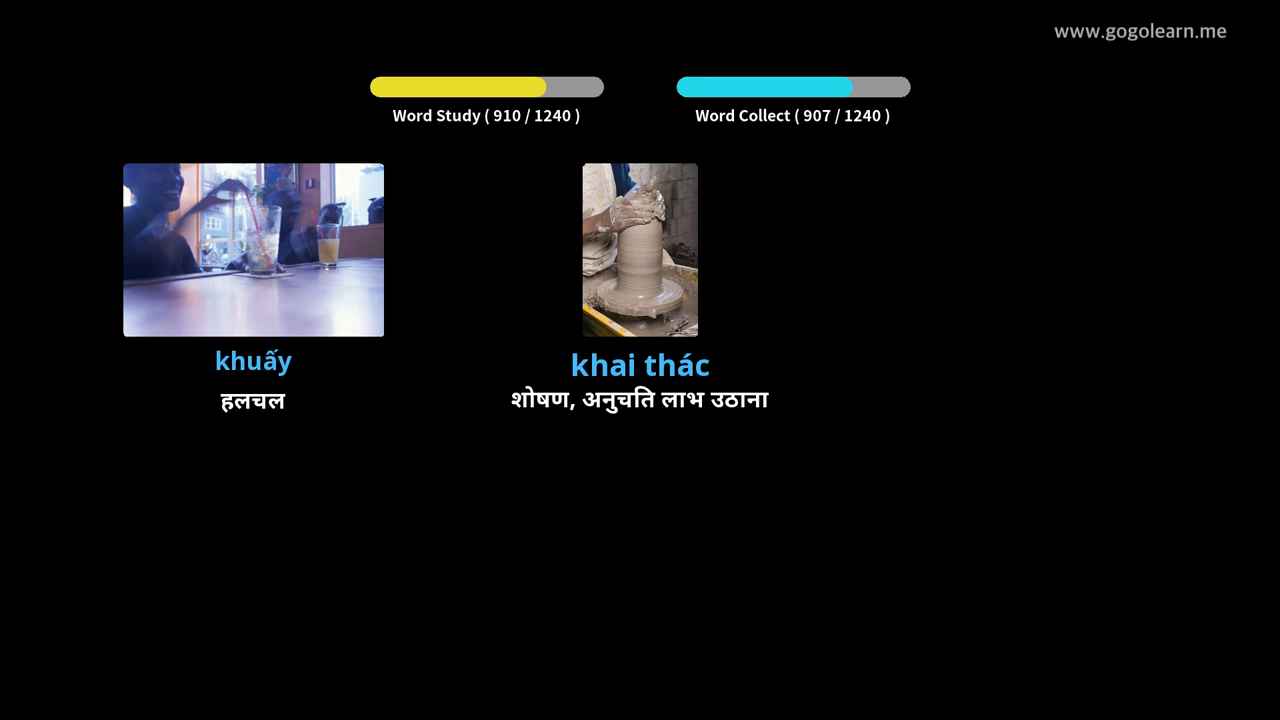 www.gogolearn.me
Word Study ( 910 / 1240 )
Word Collect ( 907 / 1240 )
khuấy
हलचल
khai thác
शोषण, अनुचति लाभ उठाना